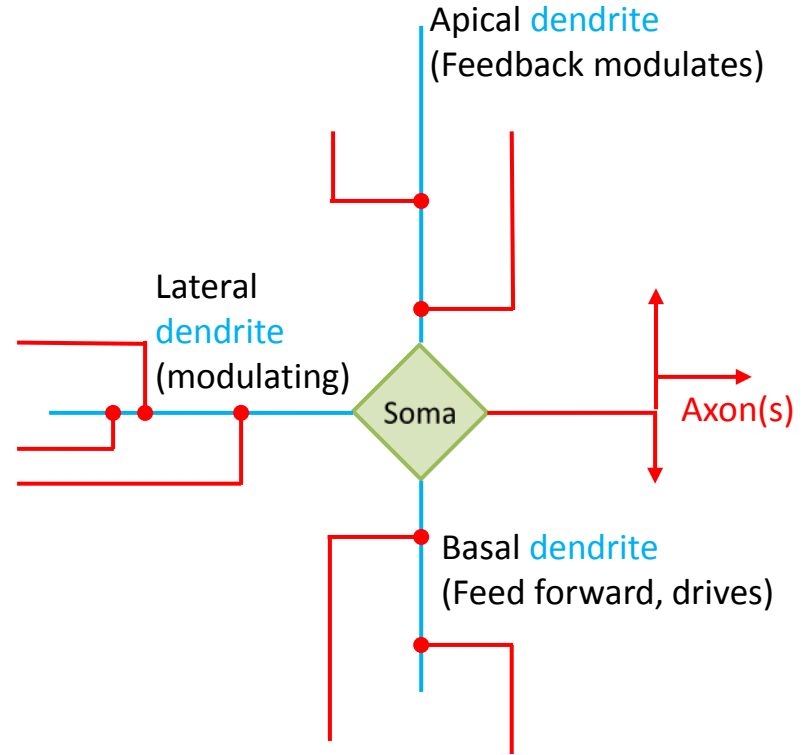 Apical dendrite
(Feedback modulates)
Lateral
dendrite
(modulating)
Soma
Axon(s)
Basal dendrite
(Feed forward, drives)